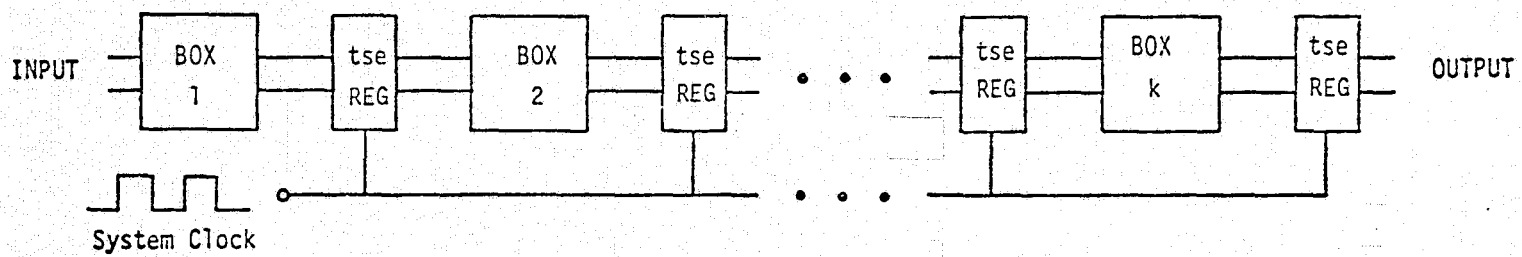 INPUT
BOX
1
tse
REG
BOX
2
tse
REG
tse
REG
BOX
k
tse
REG
OUTPUT
System Clock